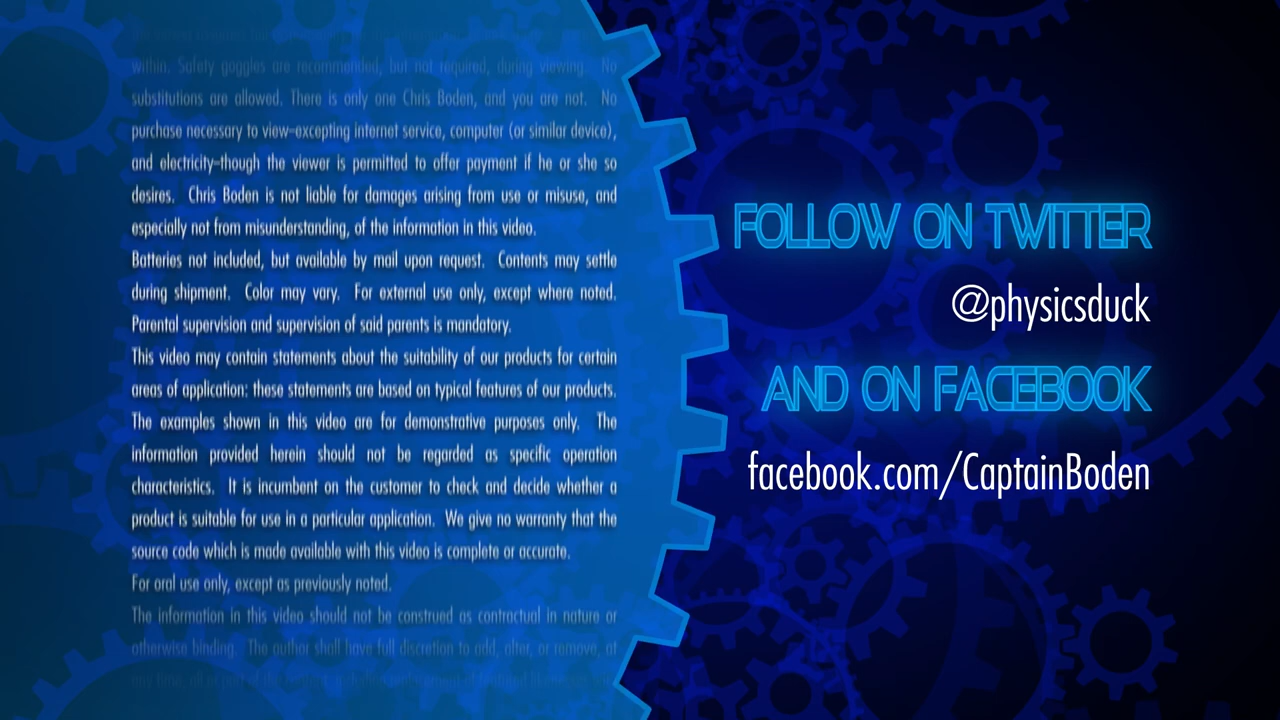 within. Safety goggles are recommended, but not required, during viewing. No
substitutions are allowed. There is only one Chris Boden, and you are not. No
purchase necessary to view–excepting internet service, computer (or similar device),
and electricity–though the viewer is permitted to offer payment if he or she so
desires. Chris Boden is not liable for damages arising from use or misuse, and
especially not from misunderstanding, of the information in this video.
Batteries not included, but available by mail upon request. Contents may settle
during shipment. Color may vary. For external use only, except where noted.
Parental supervision and supervision of said parents is mandatory.
This video may contain statements about the suitability of our products for certain
areas of application: these statements are based on typical features of our products.
The examples shown in this video are for demonstrative purposes only. The
information provided herein should not be regarded as specific operation
characteristics. It is incumbent on the customer to check and decide whether a
product is suitable for use in a particular application. We give no warranty that the
source code which is made available with this video is complete or accurate.
For oral use only, except as previously noted.
The information in this video should not be construed as contractual in nature or
otherwise binding. The author shall have full discretion to add, alter, or remove, at
any time, all or part of the
FOLLOW ON TWITTER
@physicsduck
AND ON FACEBOOK
facebook.com/CaptainBoden